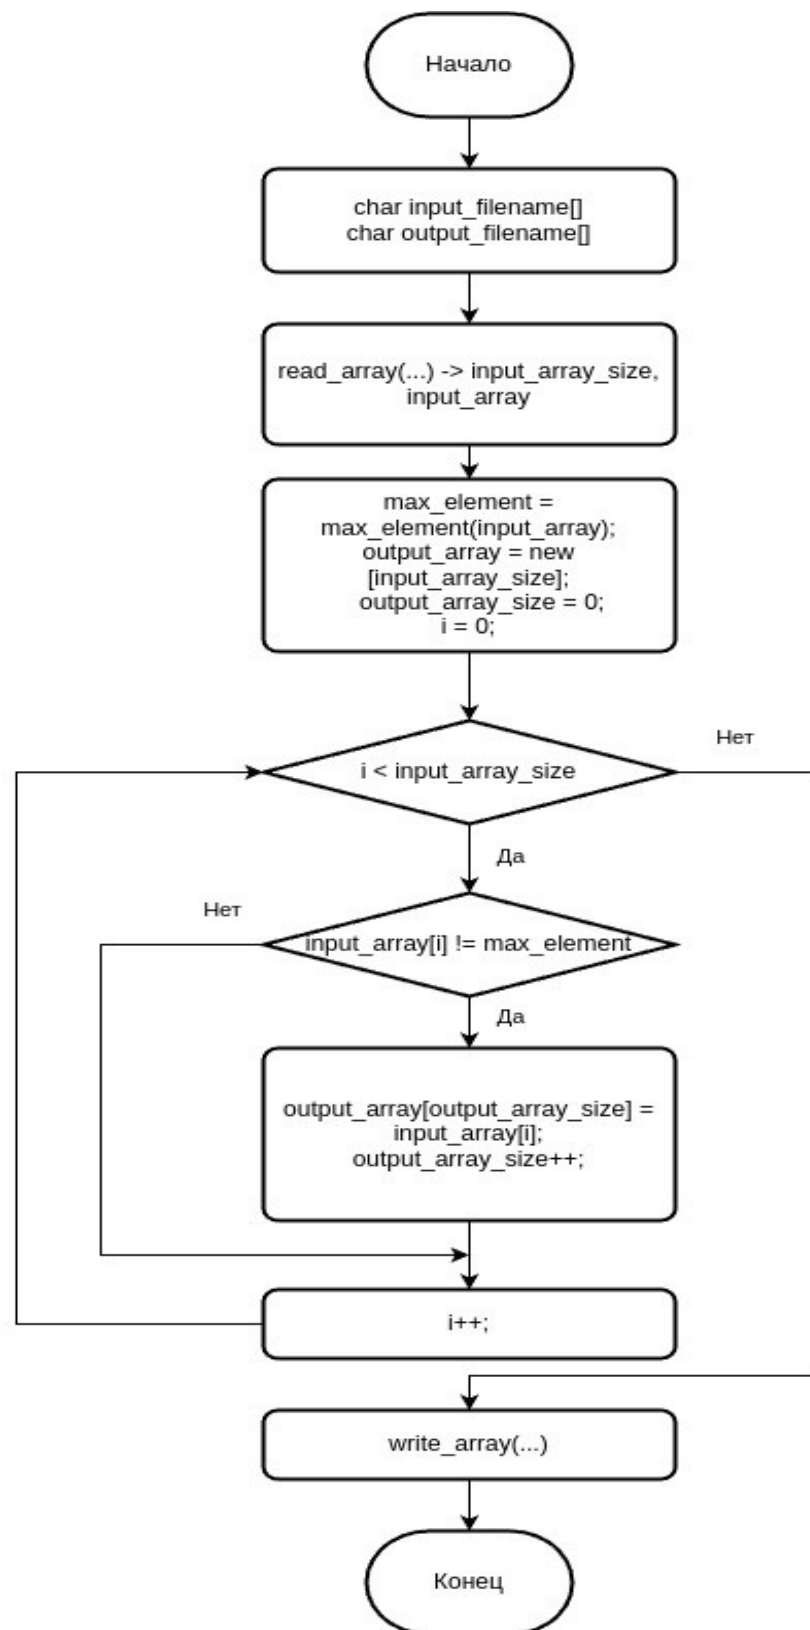 Начало
char input_filename[]
char output_filename[]
read_array(...) -> input_array_size,
input_array
max_element =
max_element(input_array);
output_array = new
[input_array_size];
output_array_size = 0;
i = 0;
Нет
i < input_array_size
Да
Нет
input_array[i] != max_element
Да
output_array[output_array_size] =
input_array[i];
output_array_size++;
i++;
write_array(...)
Конец